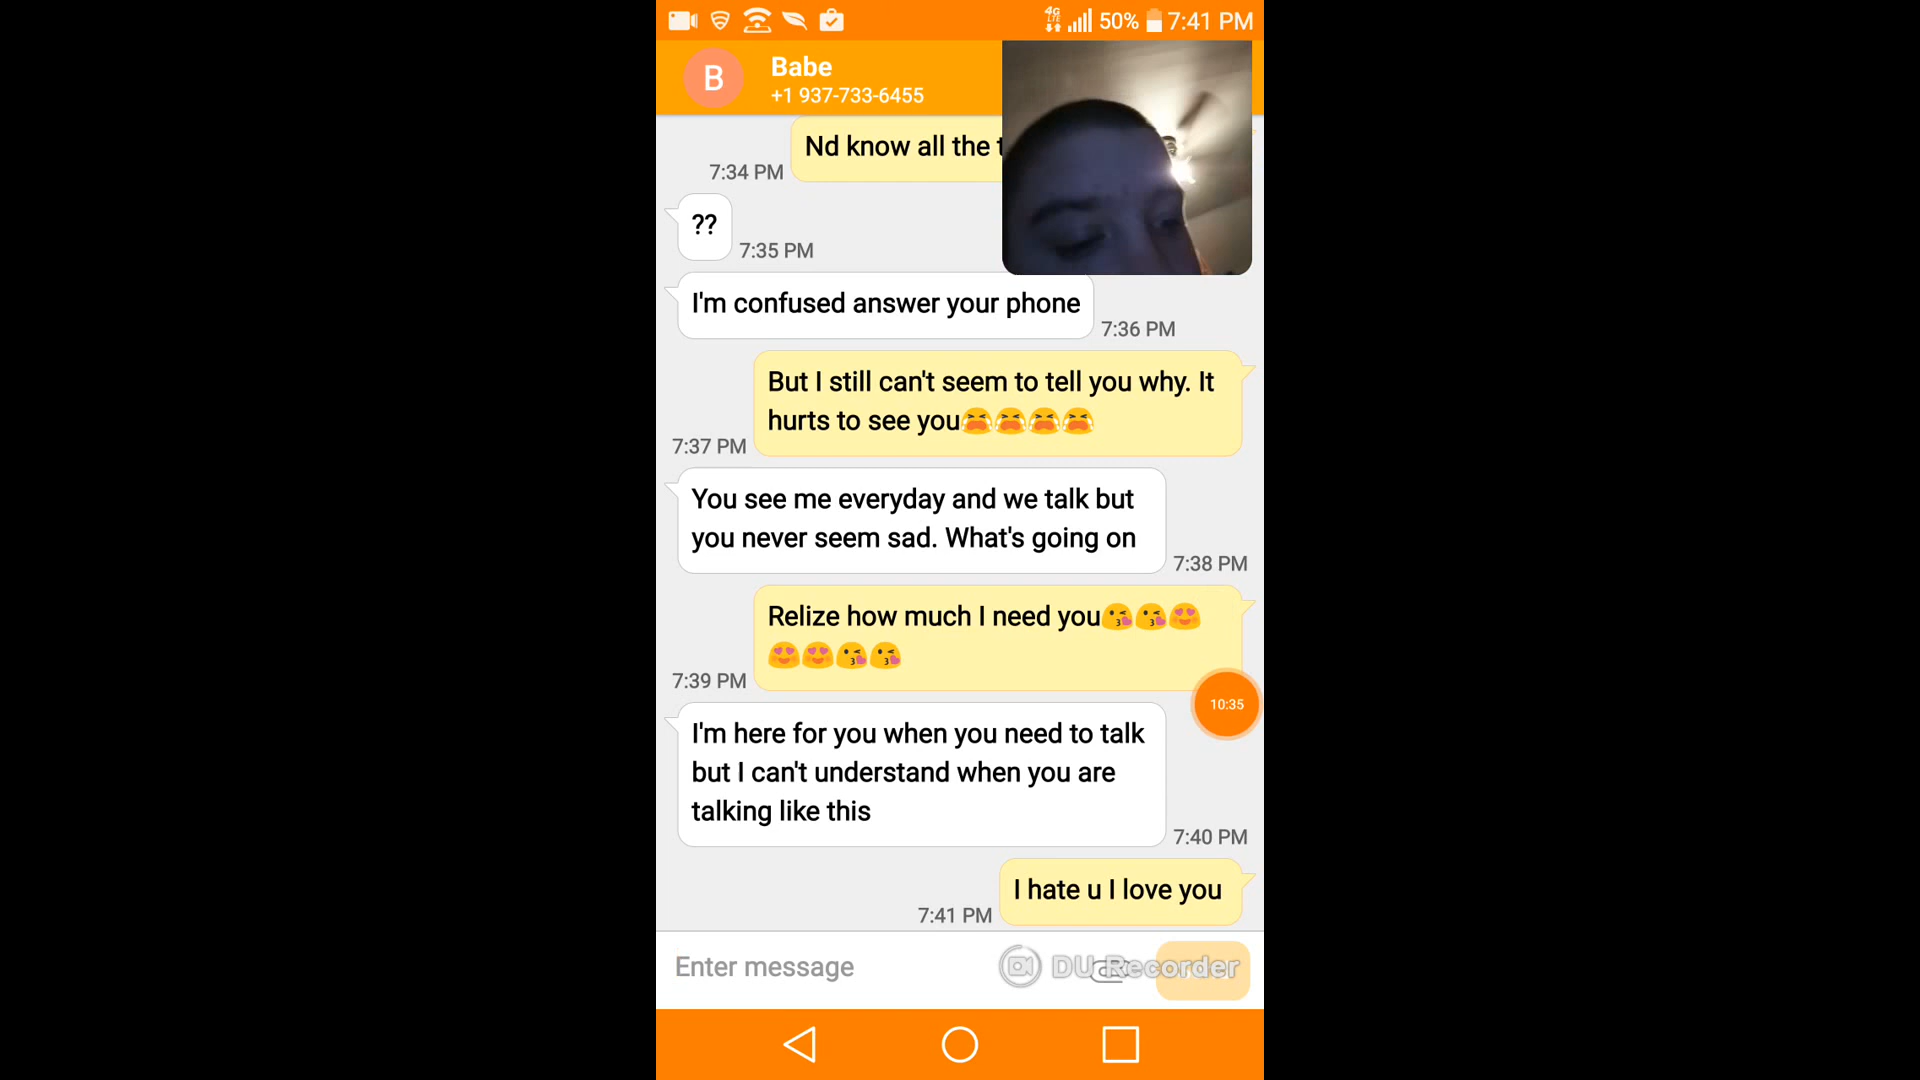 4G LTE 50% 7:41 PM
B
Babe
+1 937-733-6455
Nd know all the
7:34 PM
??
7:35 PM
I'm confused answer your phone
7:36 PM
But I still can't seem to tell you why. It
hurts to see you😭😭😭😭
7:37 PM
You see me everyday and we talk but
you never seem sad. What's going on
7:38 PM
Relize how much I need you😘😘😍
😍😍😘😘
7:39 PM
10:35
I'm here for you when you need to talk
but I can't understand when you are
talking like this
7:40 PM
I hate u I love you
7:41 PM
Enter message
DU Recorder